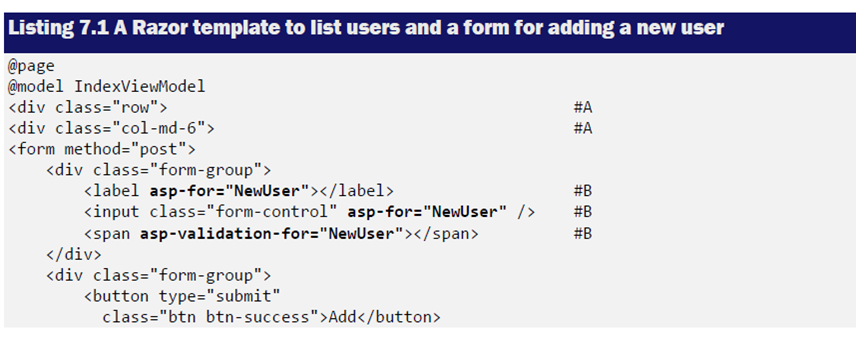 Listing 7.1 A Razor template to list users and a form for adding a new user
@page
@model IndexViewModel
<div class="row"> #A
<div class="col-md-6"> #A
<form method="post">
<div class="form-group">
<label asp-for="NewUser"></label> #B
<input class="form-control" asp-for="NewUser" /> #B
<span asp-validation-for="NewUser"></span> #B
</div>
<div class="form-group">
<button type="submit"
class="btn btn-success">Add</button>